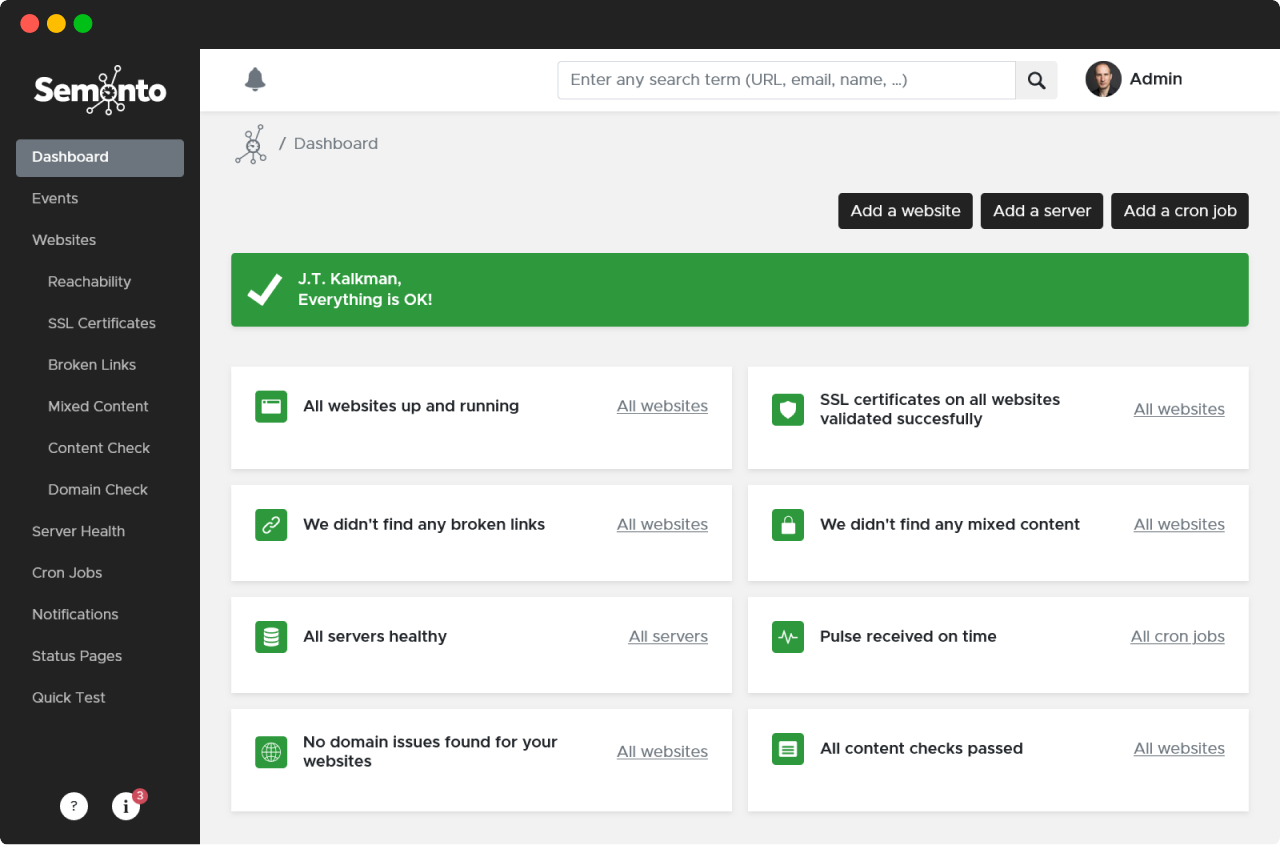 Semonto
Enter any search term (URL, email, name, ...)
Admin
Dashboard
Events
Websites
Reachability
SSL Certificates
Broken Links
Mixed Content
Content Check
Domain Check
Server Health
Cron Jobs
Notifications
Status Pages
Quick Test
?
i
3
/ Dashboard
Add a website
Add a server
Add a cron job
J.T. Kalkman,
Everything is OK!
All websites up and running
All websites
SSL certificates on all websites
validated succesfully
All websites
We didn't find any broken links
All websites
We didn't find any mixed content
All websites
All servers healthy
All servers
Pulse received on time
All cron jobs
No domain issues found for your
websites
All websites
All content checks passed
All websites